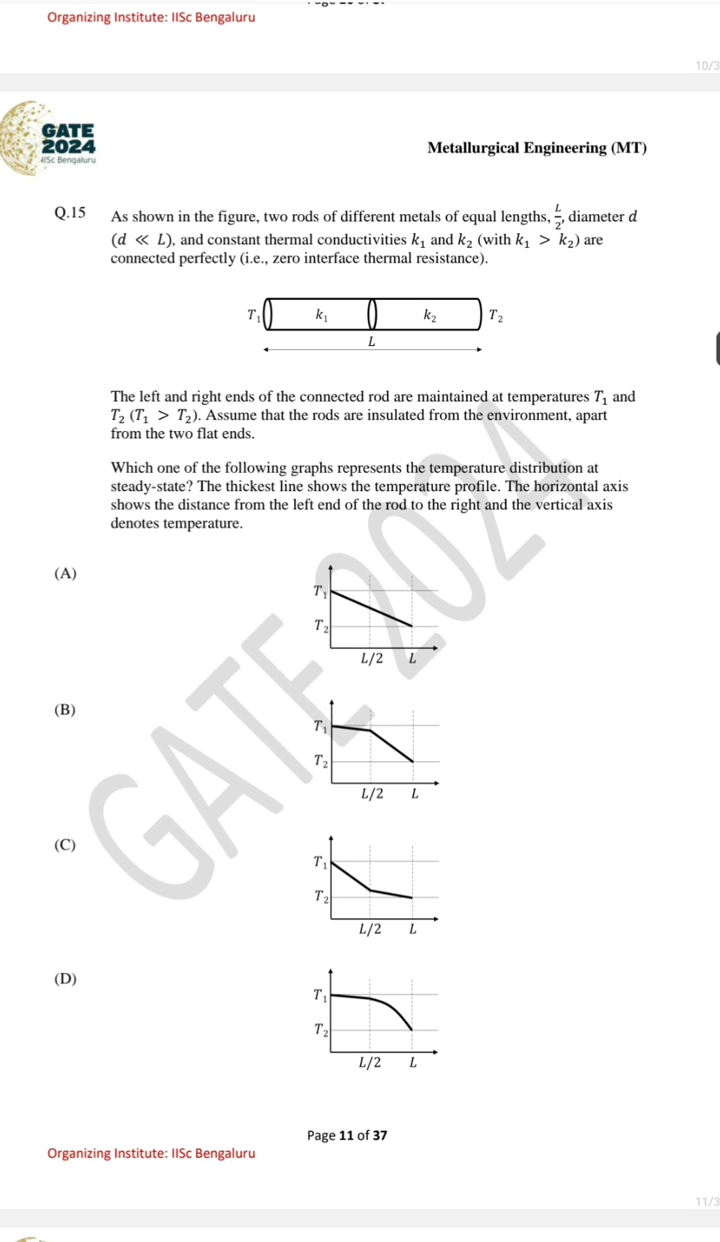 Organizing Institute: IISc Bengaluru
10/3
GATE
2024
IISc Bengaluru
Metallurgical Engineering (MT)
Q.15 As shown in the figure, two rods of different metals of equal lengths, L/2, diameter d
(d ≪ L), and constant thermal conductivities k₁ and k₂ (with k₁ > k₂) are
connected perfectly (i.e., zero interface thermal resistance).
T₁ k₁ k₂ T₂
L
The left and right ends of the connected rod are maintained at temperatures T₁ and
T₂ (T₁ > T₂). Assume that the rods are insulated from the environment, apart
from the two flat ends.
Which one of the following graphs represents the temperature distribution at
steady-state? The thickest line shows the temperature profile. The horizontal axis
shows the distance from the left end of the rod to the right and the vertical axis
denotes temperature.
(A)
T₁
T₂
L/2 L
(B)
T₁
T₂
L/2 L
(C)
T₁
T₂
L/2 L
(D)
T₁
T₂
L/2 L
GATE 2024
Page 11 of 37
Organizing Institute: IISc Bengaluru
11/3